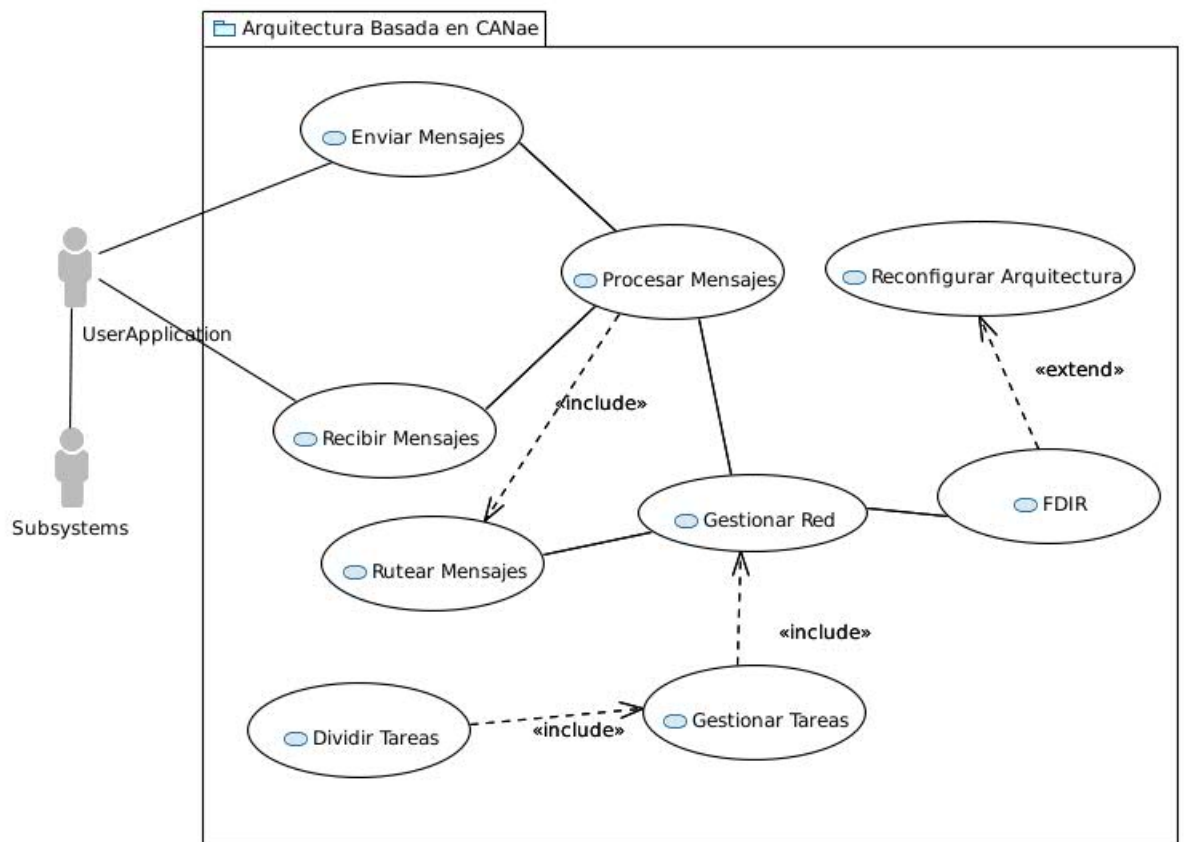 Arquitectura Basada en CANae
Enviar Mensajes
Procesar Mensajes
Reconfigurar Arquitectura
UserApplication
«extend»
«include»
Recibir Mensajes
FDIR
Gestionar Red
Subsystems
Rutear Mensajes
«include»
Gestionar Tareas
«include»
Dividir Tareas